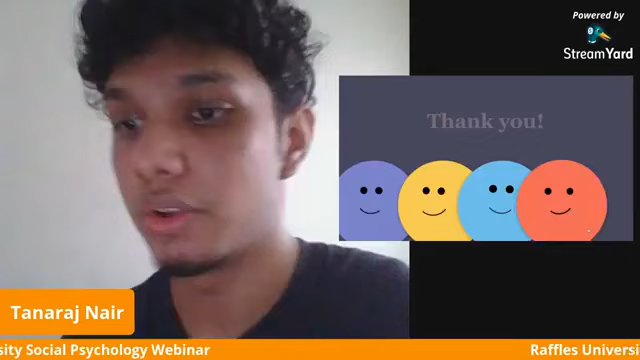 Powered by
StreamYard
Thank you!
Tanaraj Nair
sity Social Psychology Webinar
Raffles Universi